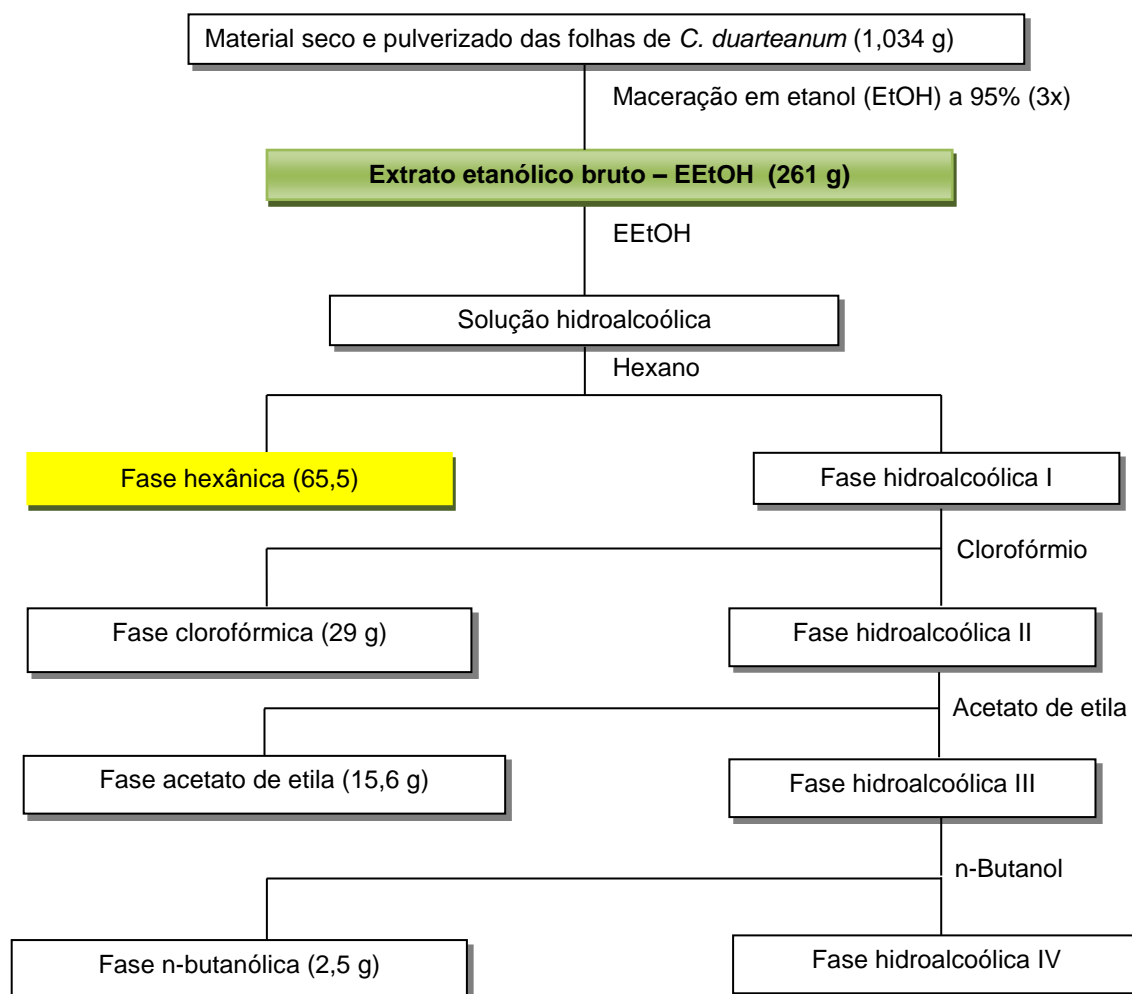 Material seco e pulverizado das folhas de C. duarteanum (1,034 g)
Maceração em etanol (EtOH) a 95% (3x)
Extrato etanólico bruto – EEtOH (261 g)
EEtOH
Solução hidroalcoólica
Hexano
Fase hexânica (65,5)
Fase hidroalcoólica I
Clorofórmio
Fase clorofórmica (29 g)
Fase hidroalcoólica II
Acetato de etila
Fase acetato de etila (15,6 g)
Fase hidroalcoólica III
n-Butanol
Fase n-butanólica (2,5 g)
Fase hidroalcoólica IV